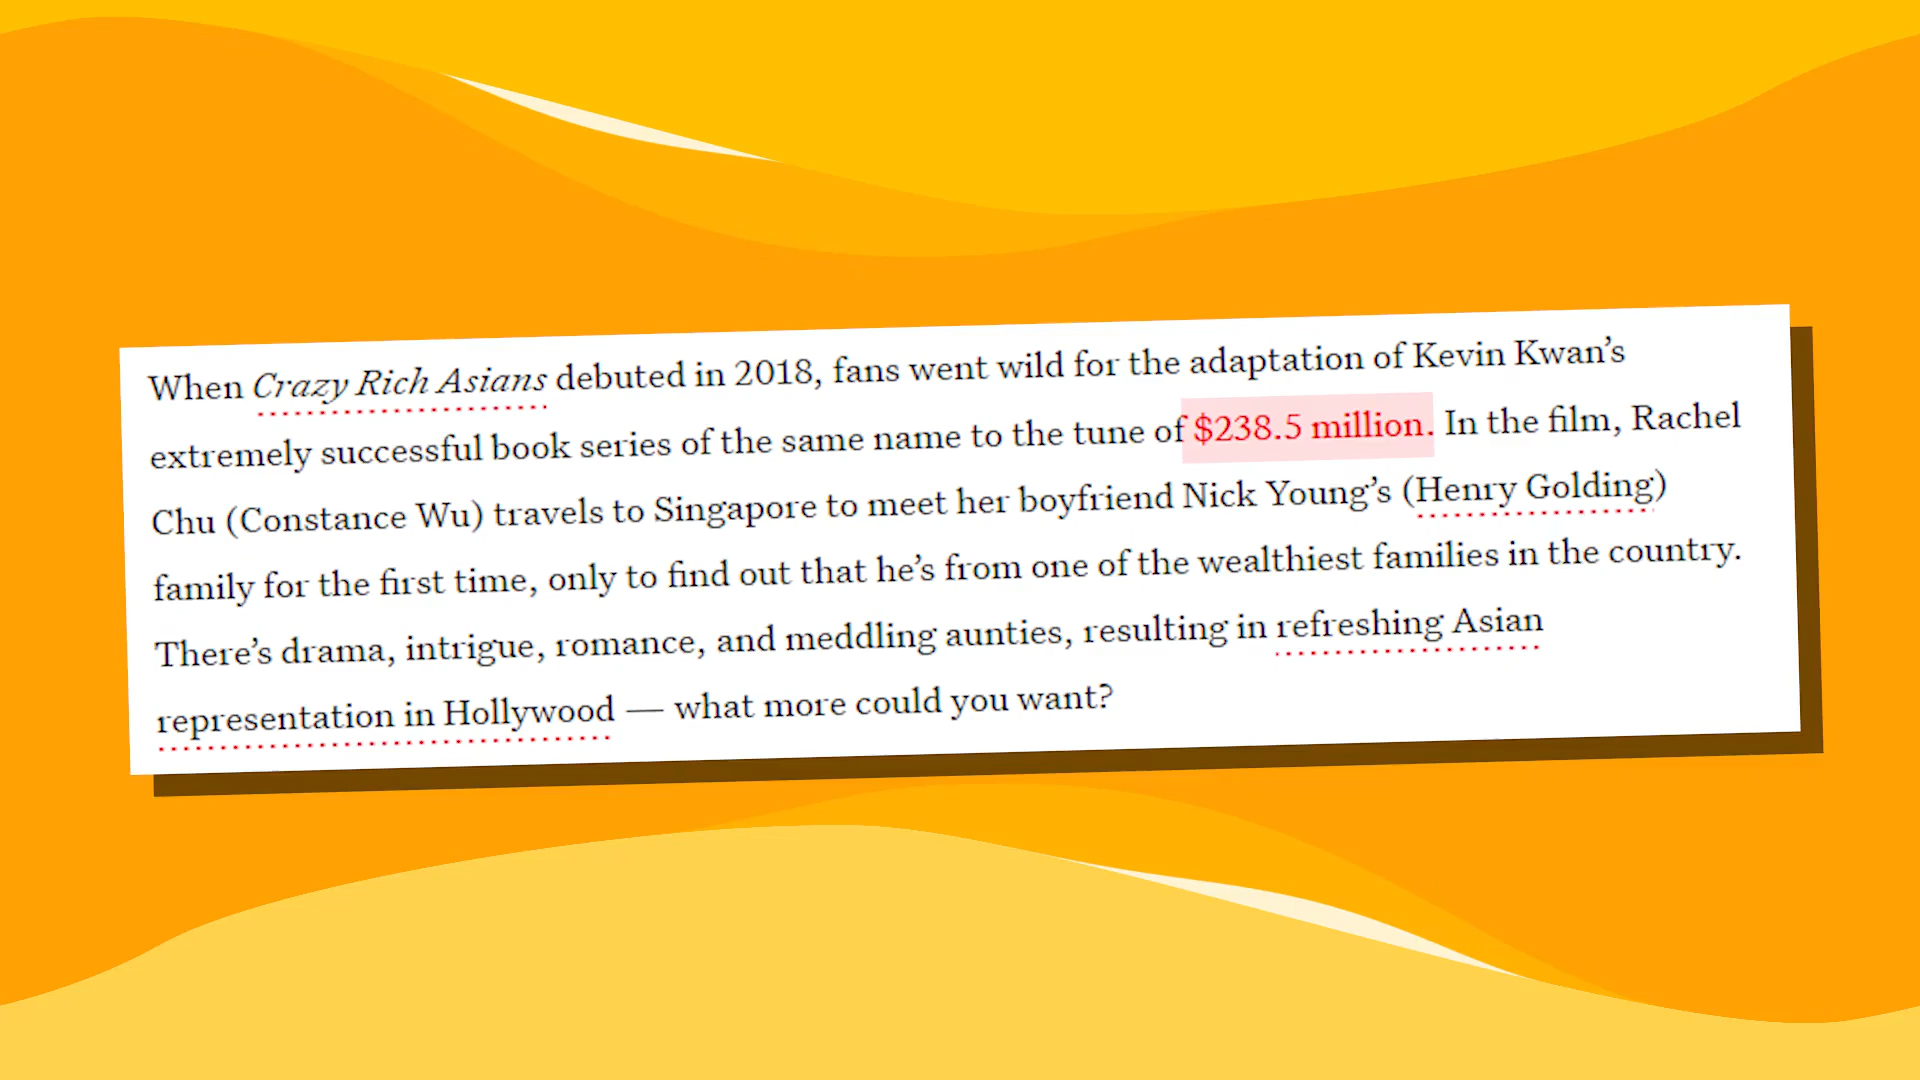 When Crazy Rich Asians debuted in 2018, fans went wild for the adaptation of Kevin Kwan’s
extremely successful book series of the same name to the tune of $238.5 million. In the film, Rachel
Chu (Constance Wu) travels to Singapore to meet her boyfriend Nick Young’s (Henry Golding)
family for the first time, only to find out that he’s from one of the wealthiest families in the country.
There’s drama, intrigue, romance, and meddling aunties, resulting in refreshing Asian
representation in Hollywood — what more could you want?